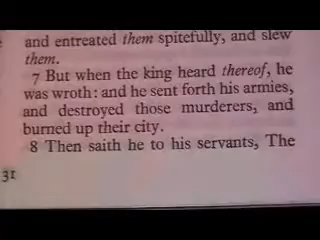 and entreated them spitefully, and slew
them.
7 But when the king heard thereof, he
was wroth: and he sent forth his armies,
and destroyed those murderers, and
burned up their city.
8 Then saith he to his servants, The
31